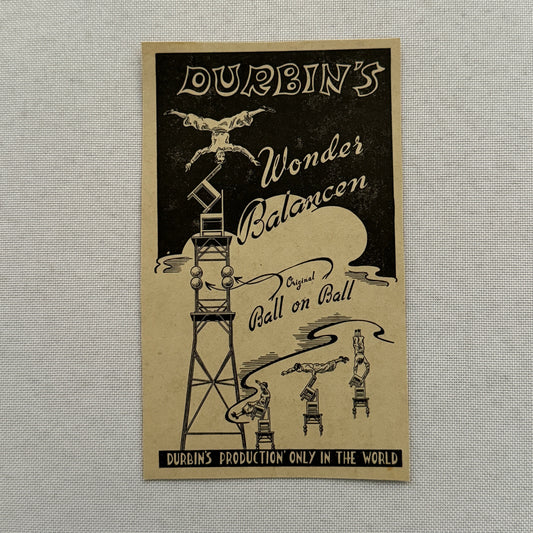 DURBIN'S
Wonder
Balancen
Original
Ball on Ball
DURBIN'S PRODUCTION' ONLY IN THE WORLD